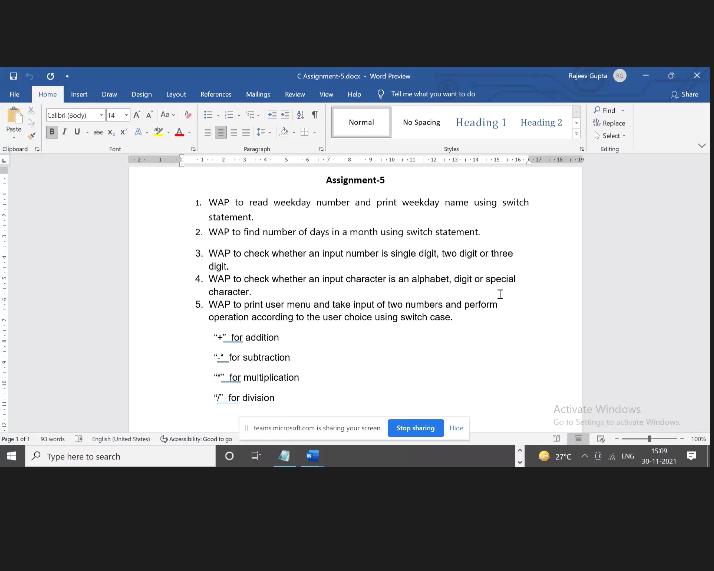 C Assignment-5.docx - Word Preview
Rajeev Gupta
RG
File Home Insert Draw Design Layout References Mailings Review View Help Tell me what you want to do Share
Paste
Clipboard
Calibri (Body) 14
Font
Paragraph
Normal No Spacing Heading 1 Heading 2
Styles
Find
Replace
Select
Editing
Assignment-5
1. WAP to read weekday number and print weekday name using switch
statement.
2. WAP to find number of days in a month using switch statement.
3. WAP to check whether an input number is single digit, two digit or three
digit.
4. WAP to check whether an input character is an alphabet, digit or special
character.
5. WAP to print user menu and take input of two numbers and perform
operation according to the user choice using switch case.
“+” for addition
“-” for subtraction
“*” for multiplication
“/” for division
Activate Windows
Go to Settings to activate Windows.
teams.microsoft.com is sharing your screen. Stop sharing Hide
Page 1 of 1 93 words English (United States) Accessibility: Good to go 100%
Type here to search
27°C ENG 15:09
30-11-2021